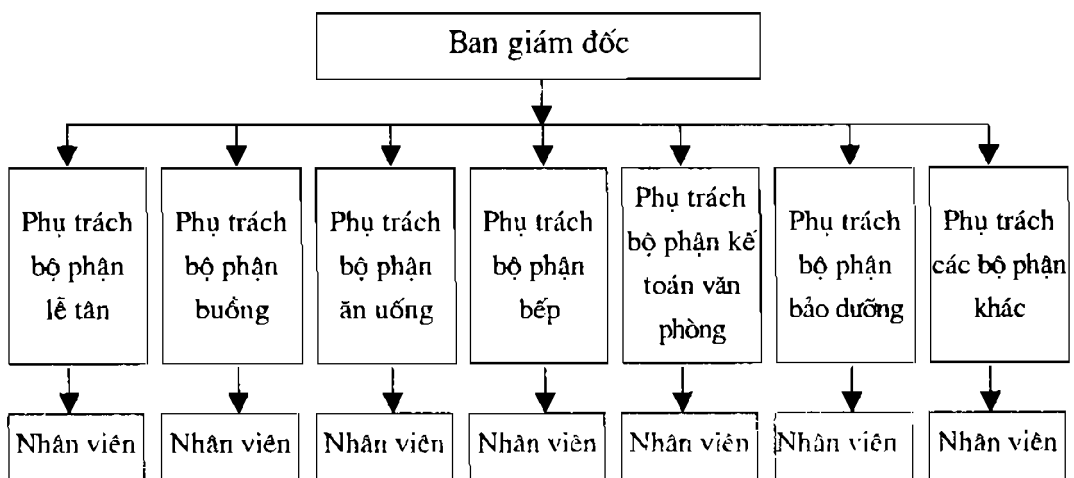 Ban giám đốc
Phụ trách
bộ phận
lễ tân
Phụ trách
bộ phận
buồng
Phụ trách
bộ phận
ăn uống
Phụ trách
bộ phận
bếp
Phụ trách
bộ phận kế
toán văn
phòng
Phụ trách
bộ phận
bảo dưỡng
Phụ trách
các bộ phận
khác
Nhân viên
Nhân viên
Nhân viên
Nhân viên
Nhân viên
Nhân viên
Nhân viên